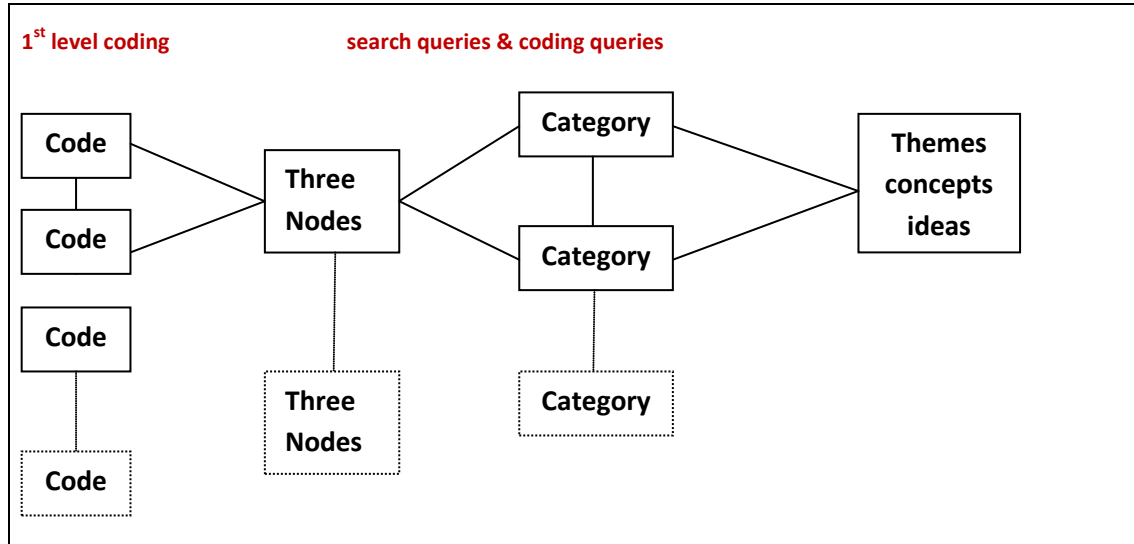 1st level coding
search queries & coding queries
Code
Code
Code
Code
Three
Nodes
Three
Nodes
Category
Category
Category
Themes
concepts
ideas